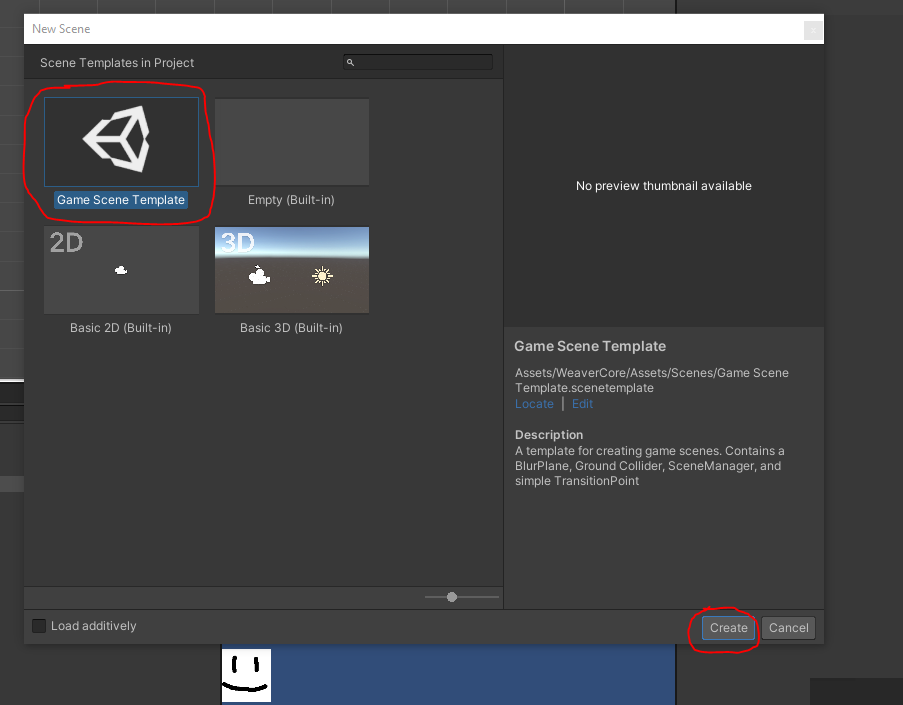 New Scene
Scene Templates in Project
Game Scene Template
Empty (Built-in)
2D
3D
Basic 2D (Built-in)
Basic 3D (Built-in)
No preview thumbnail available
Game Scene Template
Assets/WeaverCore/Assets/Scenes/Game Scene
Template.scenetemplate
Locate | Edit
Description
A template for creating game scenes. Contains a
BlurPlane, Ground Collider, SceneManager, and
simple TransitionPoint
Load additively
Create
Cancel